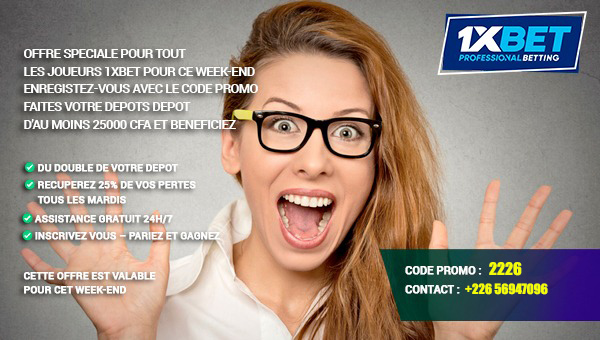 1XBET
PROFESSIONAL BETTING
OFFRE SPECIALE POUR TOUT
LES JOUEURS 1XBET POUR CE WEEK-END
ENREGISTEZ-VOUS AVEC LE CODE PROMO
FAITES VOTRE DEPOTS DEPOT
D'AU MOINS 25000 CFA ET BENEFICIEZ
DU DOUBLE DE VOTRE DEPOT
RECUPEREZ 25% DE VOS PERTES
TOUS LES MARDIS
ASSISTANCE GRATUIT 24H/7
INSCRIVEZ VOUS – PARIEZ ET GAGNEZ
CETTE OFFRE EST VALABLE
POUR CET WEEK-END
CODE PROMO : 2226
CONTACT : +226 56947096